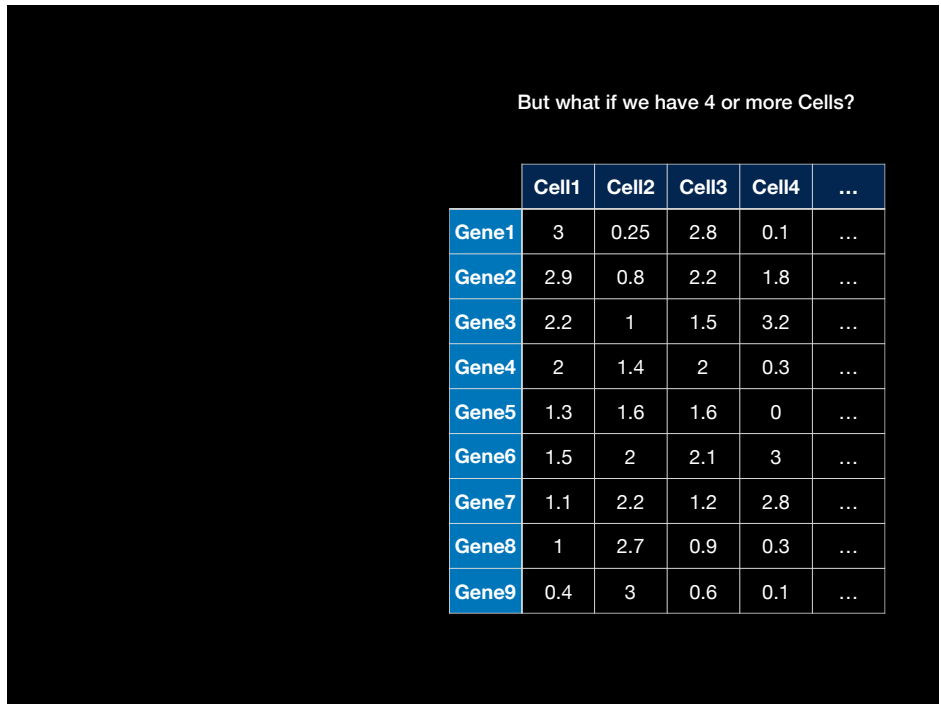 But what if we have 4 or more Cells?
Cell1 Cell2 Cell3 Cell4 ...
Gene1 3 0.25 2.8 0.1 ...
Gene2 2.9 0.8 2.2 1.8 ...
Gene3 2.2 1 1.5 3.2 ...
Gene4 2 1.4 2 0.3 ...
Gene5 1.3 1.6 1.6 0 ...
Gene6 1.5 2 2.1 3 ...
Gene7 1.1 2.2 1.2 2.8 ...
Gene8 1 2.7 0.9 0.3 ...
Gene9 0.4 3 0.6 0.1 ...